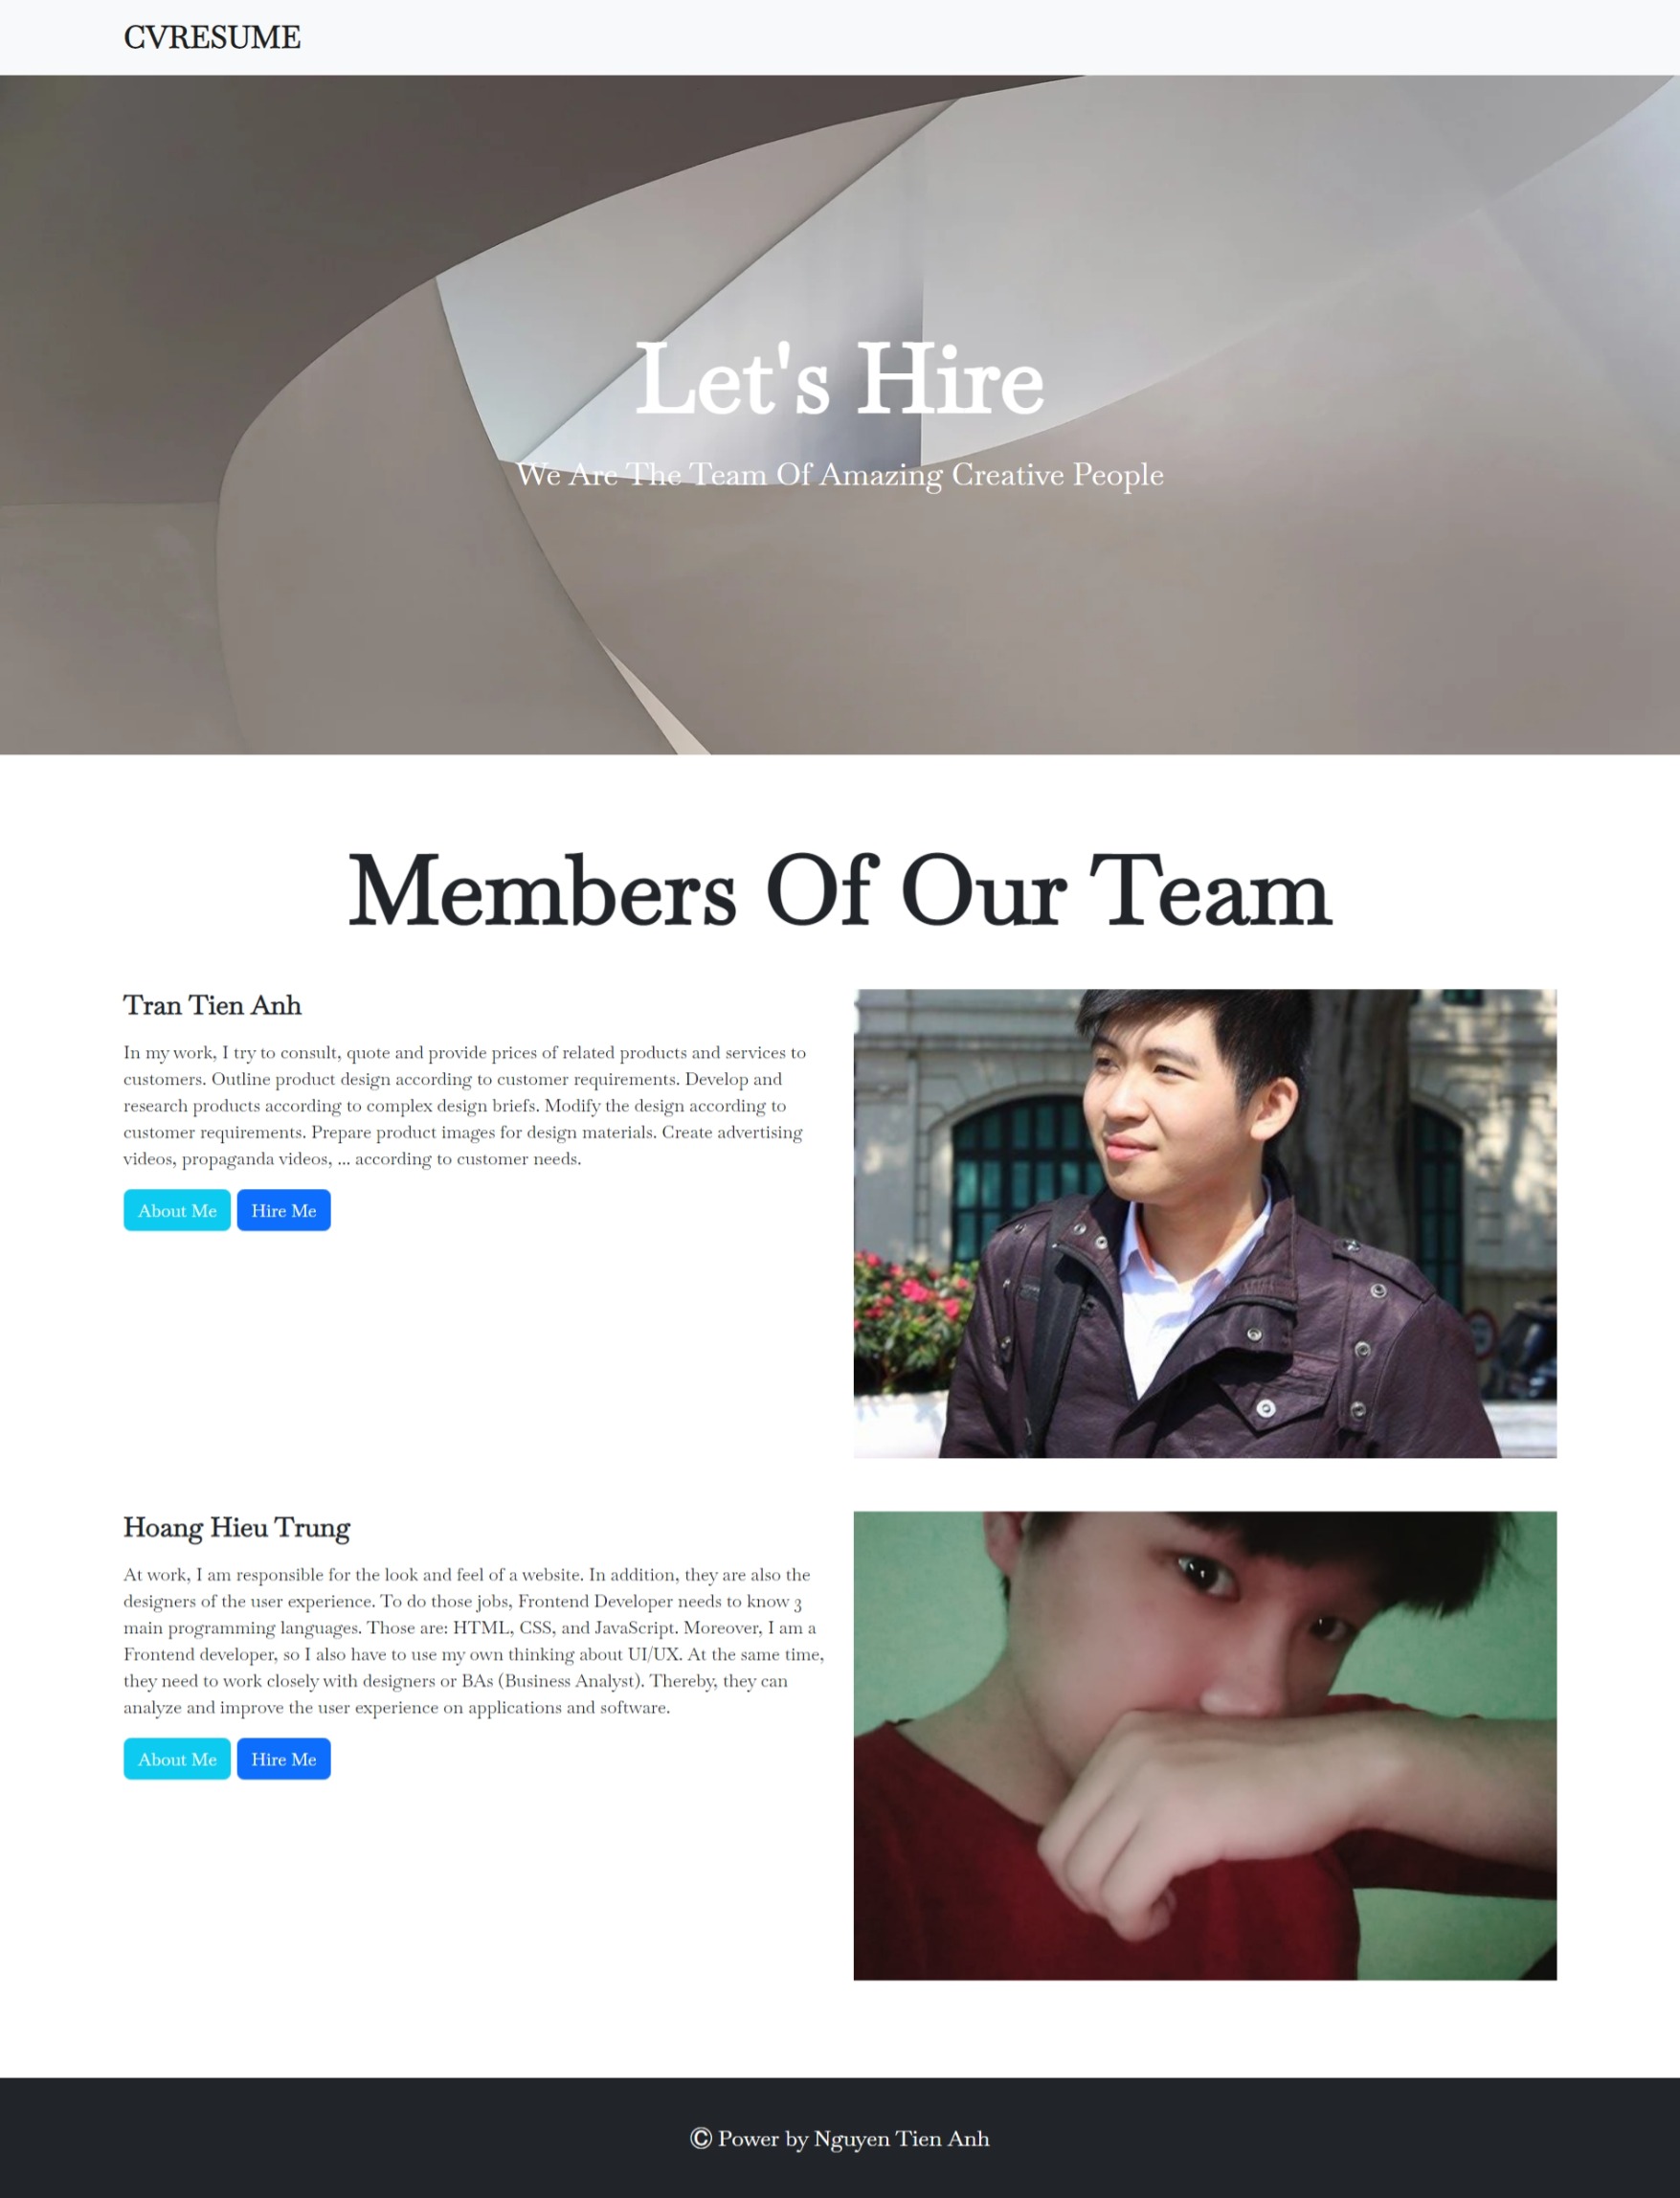 CVRESUME
Let's Hire
We Are The Team Of Amazing Creative People
Members Of Our Team
Tran Tien Anh
In my work, I try to consult, quote and provide prices of related products and services to
customers. Outline product design according to customer requirements. Develop and
research products according to complex design briefs. Modify the design according to
customer requirements. Prepare product images for design materials. Create advertising
videos, propaganda videos, ... according to customer needs.
About Me Hire Me
Hoang Hieu Trung
At work, I am responsible for the look and feel of a website. In addition, they are also the
designers of the user experience. To do those jobs, Frontend Developer needs to know 3
main programming languages. Those are: HTML, CSS, and JavaScript. Moreover, I am a
Frontend developer, so I also have to use my own thinking about UI/UX. At the same time,
they need to work closely with designers or BAs (Business Analyst). Thereby, they can
analyze and improve the user experience on applications and software.
About Me Hire Me
© Power by Nguyen Tien Anh